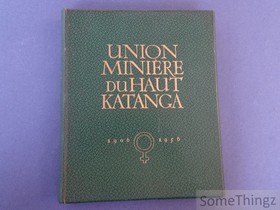 UNION
MINIÈRE
DU HAUT
KATANGA
1906 1956
SomeThingz